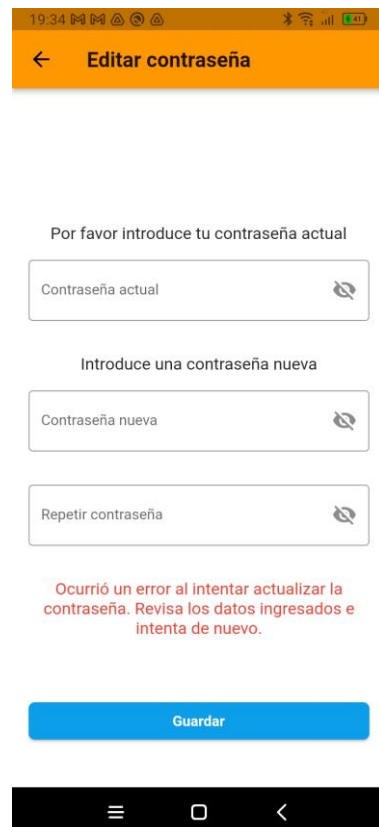 19:34
41
Editar contraseña
Por favor introduce tu contraseña actual
Contraseña actual
Introduce una contraseña nueva
Contraseña nueva
Repetir contraseña
Ocurrió un error al intentar actualizar la
contraseña. Revisa los datos ingresados e
intenta de nuevo.
Guardar